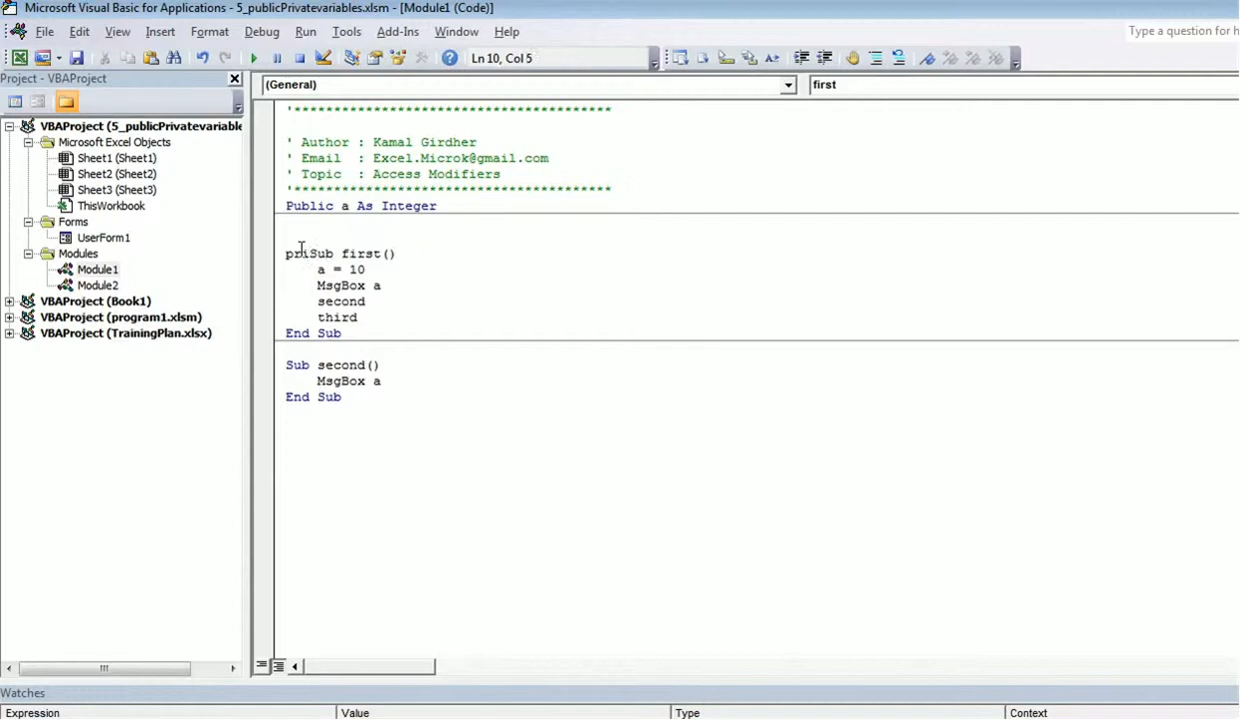 Microsoft Visual Basic for Applications - 5_publicPrivatevariables.xlsm - [Module1 (Code)]
File Edit View Insert Format Debug Run Tools Add-Ins Window Help
Type a question for h
Ln 10, Col 5
Project - VBAProject
(General)
first
VBAProject (5_publicPrivatevariable
Microsoft Excel Objects
Sheet1 (Sheet1)
Sheet2 (Sheet2)
Sheet3 (Sheet3)
ThisWorkbook
Forms
UserForm1
Modules
Module1
Module2
VBAProject (Book1)
VBAProject (program1.xlsm)
VBAProject (TrainingPlan.xlsx)
'*****************************************
' Author : Kamal Girdher
' Email : Excel.Microk@gmail.com
' Topic : Access Modifiers
'*****************************************
Public a As Integer
priSub first()
a = 10
MsgBox a
second
third
End Sub
Sub second()
MsgBox a
End Sub
Watches
Expression Value Type Context